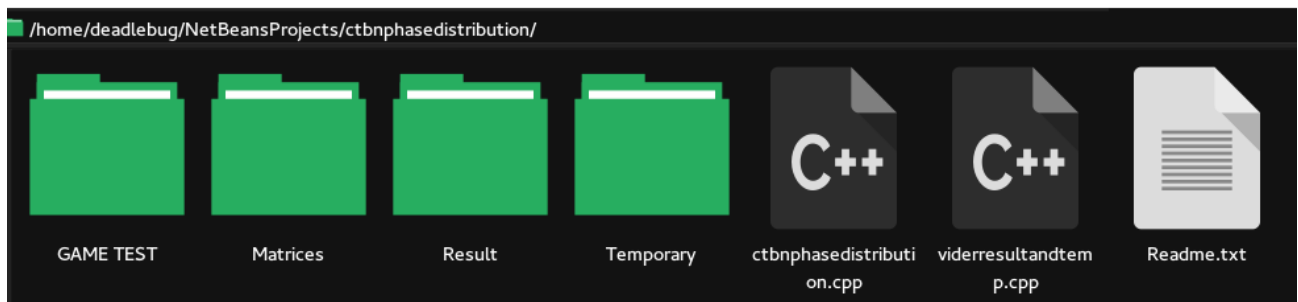 /home/deadlebug/NetBeansProjects/ctbnphasedistribution/
C++ C++
GAME TEST Matrices Result Temporary ctbnphasedistributi viderresultandtem Readme.txt
on.cpp p.cpp